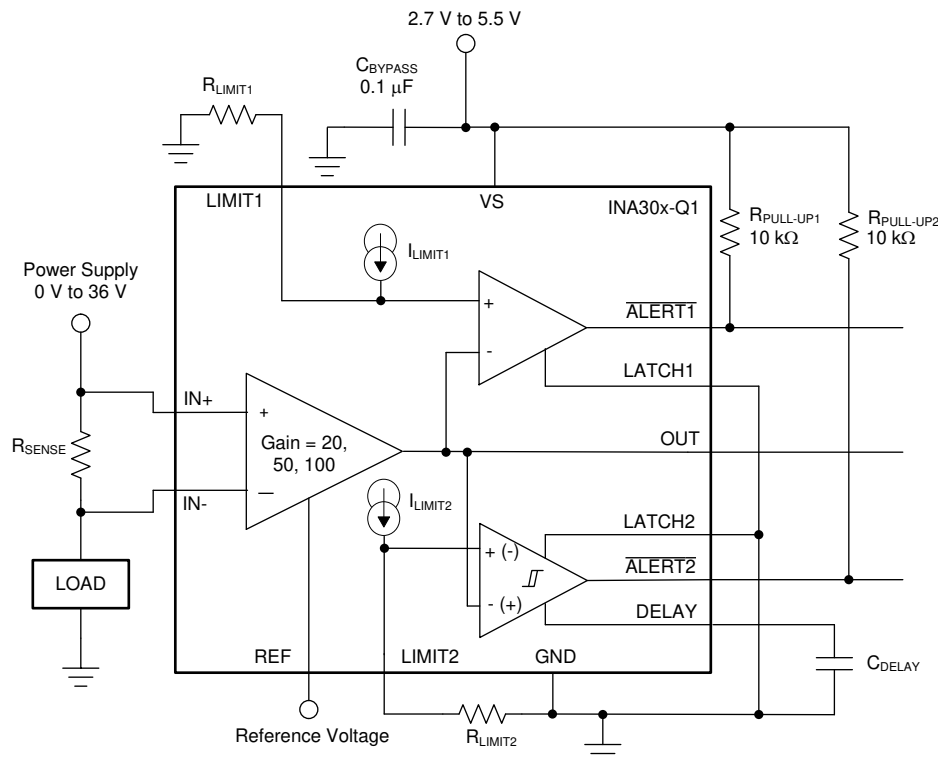 2.7 V to 5.5 V
CBYPASS
0.1 µF
RLIMIT1
LIMIT1
VS
INA30x-Q1
RPULL-UP1
10 kΩ
RPULL-UP2
10 kΩ
ILIMIT1
Power Supply
0 V to 36 V
+
-
ALERT1
LATCH1
IN+
+
RSENSE
Gain = 20,
50, 100
OUT
IN-
–
ILIMIT2
LATCH2
+ (-)
ALERT2
- (+)
LOAD
DELAY
REF
LIMIT2
GND
CDELAY
Reference Voltage
RLIMIT2